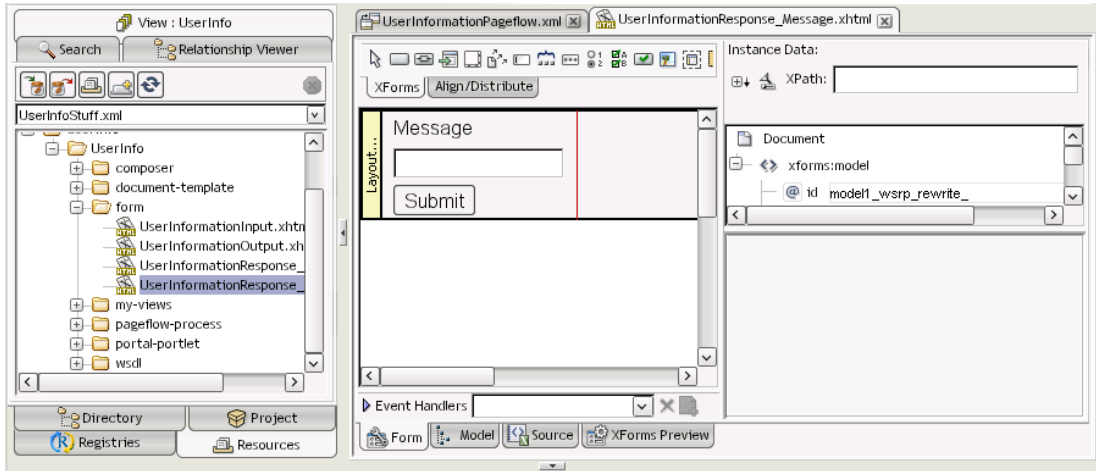 View : UserInfo
Search
Relationship Viewer
UserInfoStuff.xml
UserInfo
composer
document-template
form
UserInformationInput.xhtn
UserInformationOutput.xh
UserInformationResponse_
UserInformationResponse_
my-views
pageflow-process
portal-portlet
wsdl
Directory
Project
Registries
Resources
UserInformationPageflow.xml
UserInformationResponse_Message.xhtml
XForms
Align/Distribute
Layout...
Message
Submit
Event Handlers
Form
Model
Source
XForms Preview
Instance Data:
XPath:
Document
xforms:model
id model1_wsrp_rewrite_